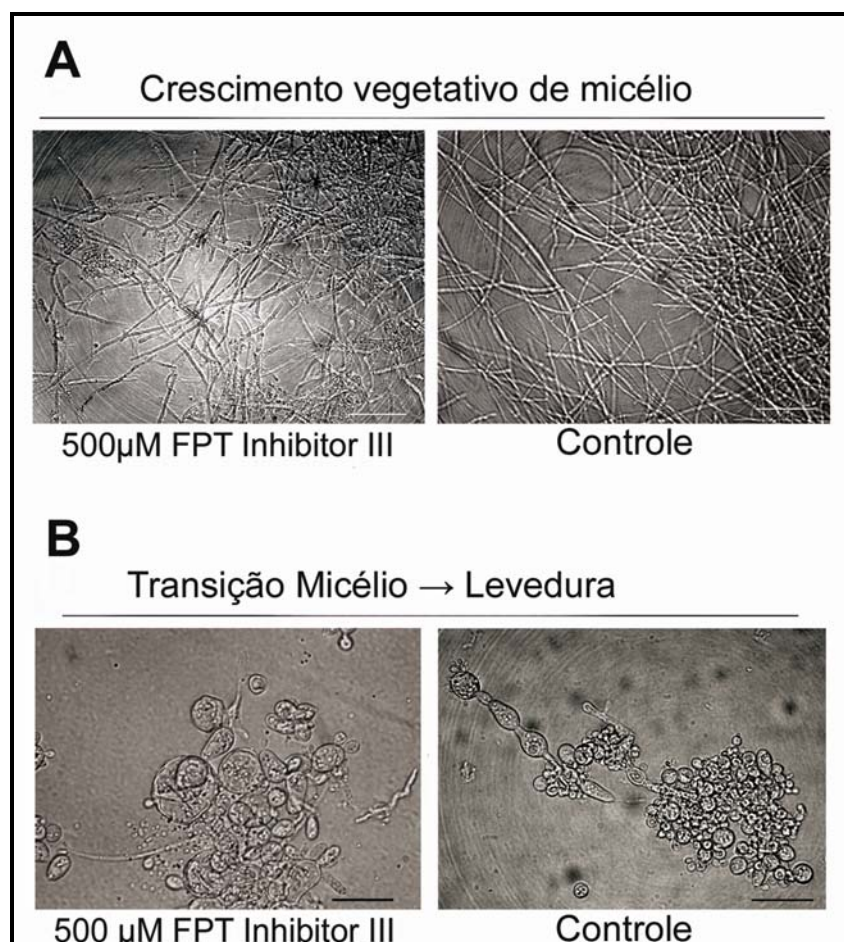 A
Crescimento vegetativo de micélio
500µM FPT Inhibitor III
Controle
B
Transição Micélio → Levedura
500 µM FPT Inhibitor III
Controle